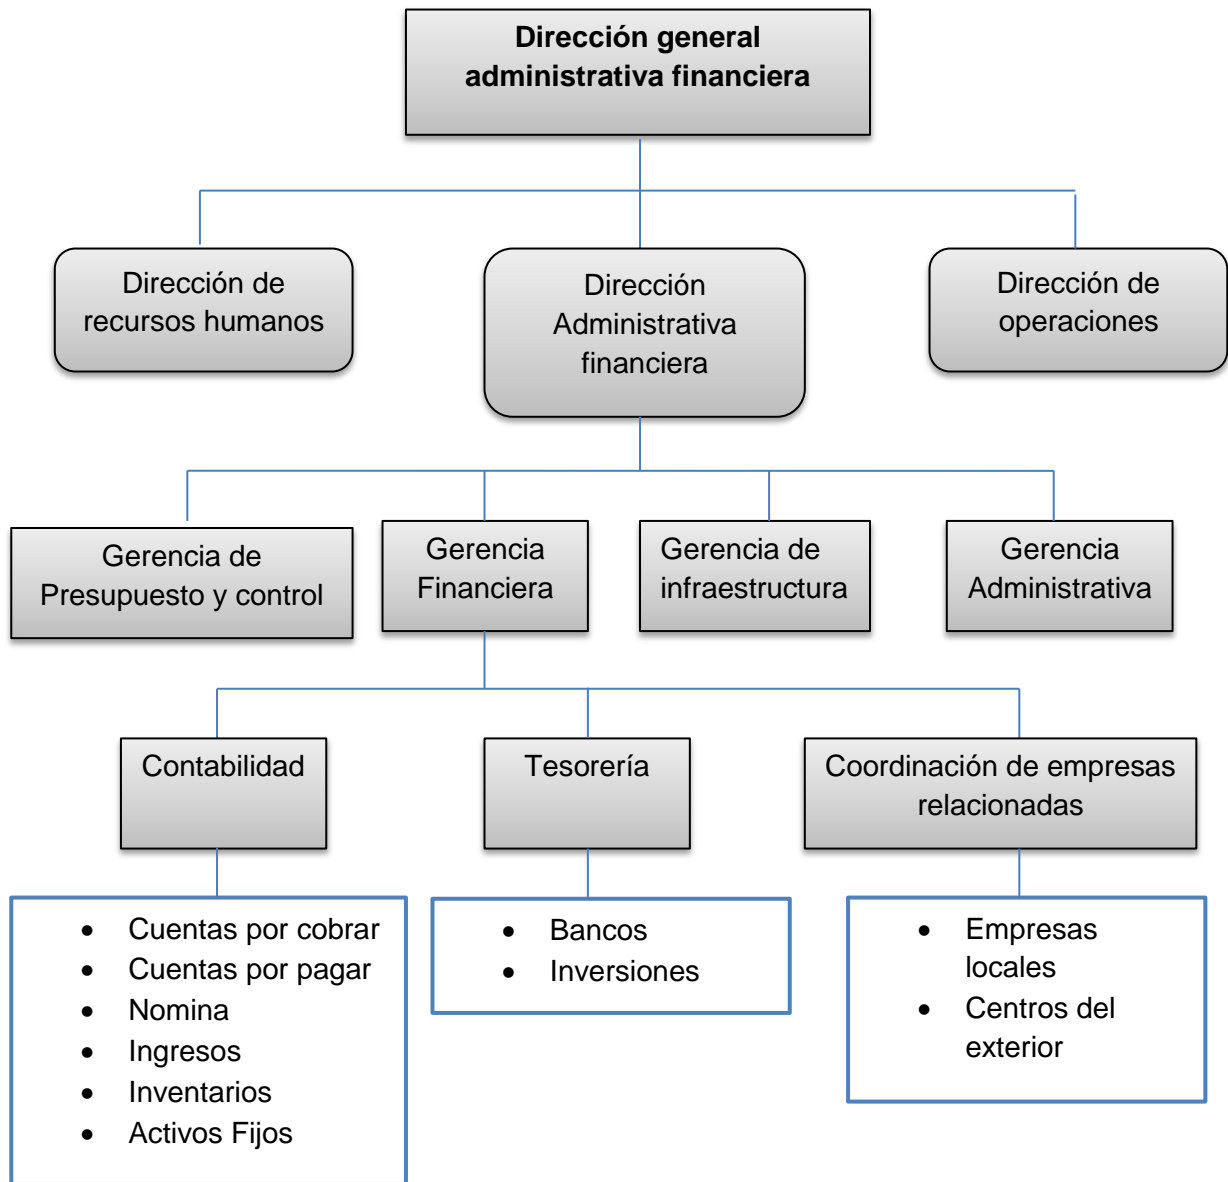 Dirección general
administrativa financiera
Dirección de
recursos humanos
Dirección
Administrativa
financiera
Dirección de
operaciones
Gerencia de
Presupuesto y control
Gerencia
Financiera
Gerencia de
infraestructura
Gerencia
Administrativa
Contabilidad
Tesorería
Coordinación de empresas
relacionadas
• Cuentas por cobrar
• Cuentas por pagar
• Nomina
• Ingresos
• Inventarios
• Activos Fijos
• Bancos
• Inversiones
• Empresas
locales
• Centros del
exterior